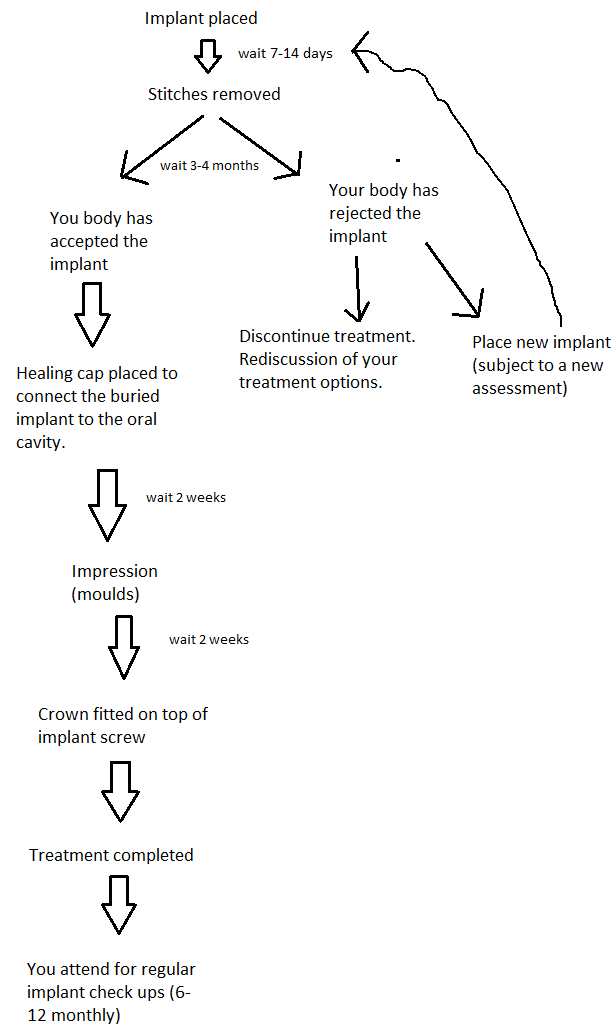 Implant placed
wait 7-14 days
Stitches removed
wait 3-4 months
You body has
accepted the
implant
Your body has
rejected the
implant
Discontinue treatment.
Rediscussion of your
treatment options.
Place new implant
(subject to a new
assessment)
Healing cap placed to
connect the buried
implant to the oral
cavity.
wait 2 weeks
Impression
(moulds)
wait 2 weeks
Crown fitted on top of
implant screw
Treatment completed
You attend for regular
implant check ups (6-
12 monthly)